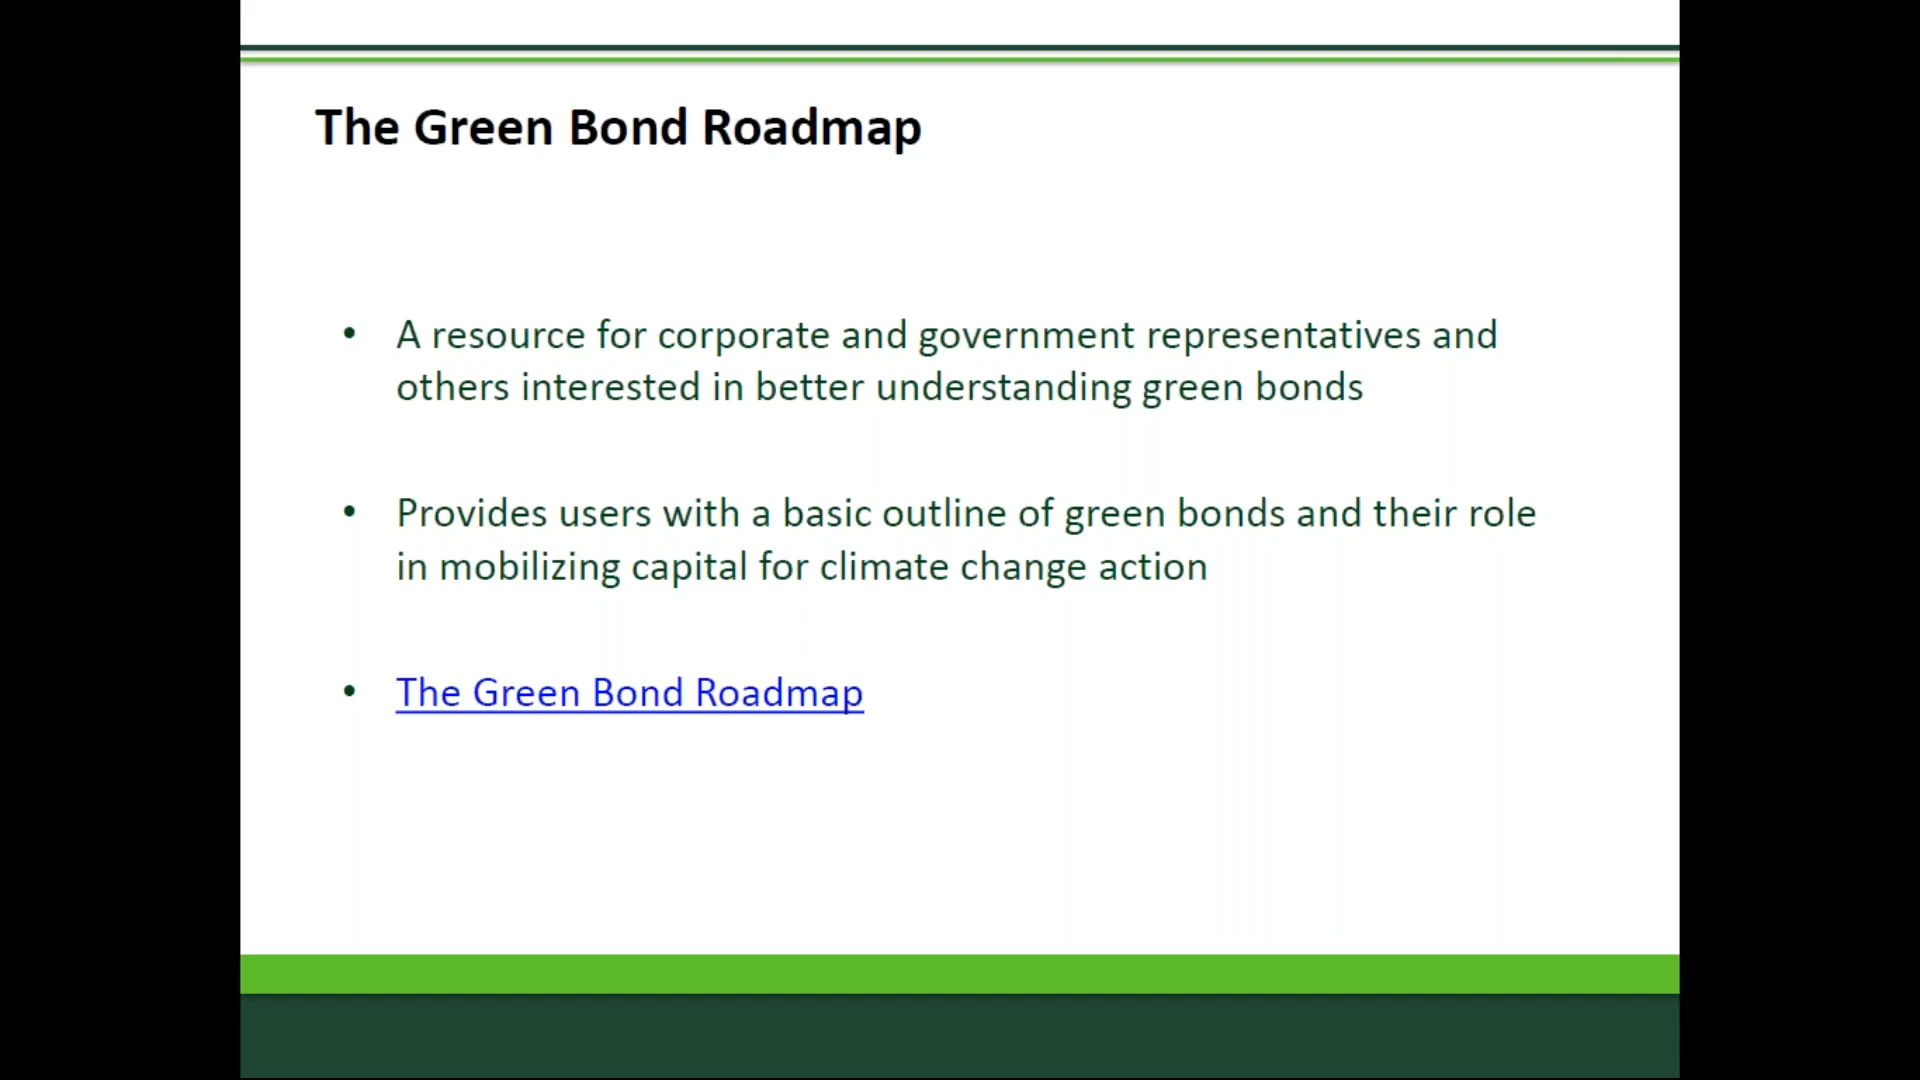 The Green Bond Roadmap
• A resource for corporate and government representatives and
others interested in better understanding green bonds
• Provides users with a basic outline of green bonds and their role
in mobilizing capital for climate change action
• The Green Bond Roadmap